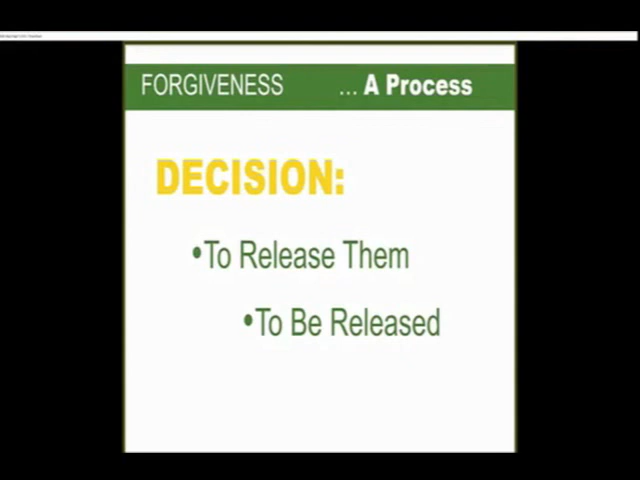 FORGIVENESS ... A Process
DECISION:
•To Release Them
•To Be Released